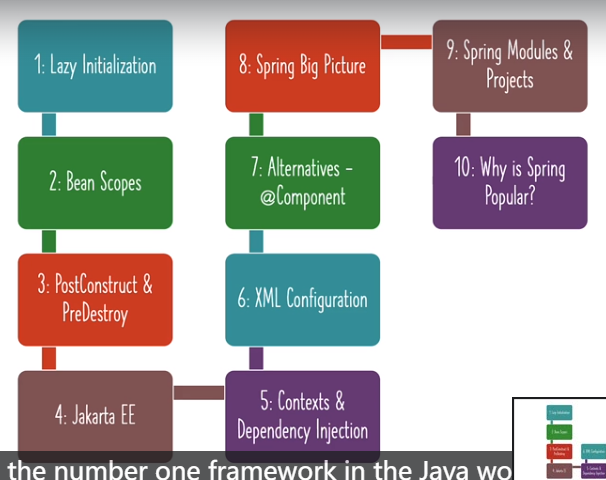 1: Lazy Initialization
2: Bean Scopes
3: PostConstruct &
PreDestroy
4: Jakarta EE
5: Contexts &
Dependency Injection
6: XML Configuration
7: Alternatives -
@Component
8: Spring Big Picture
9: Spring Modules &
Projects
10: Why is Spring
Popular?
the number one framework in the Java wo